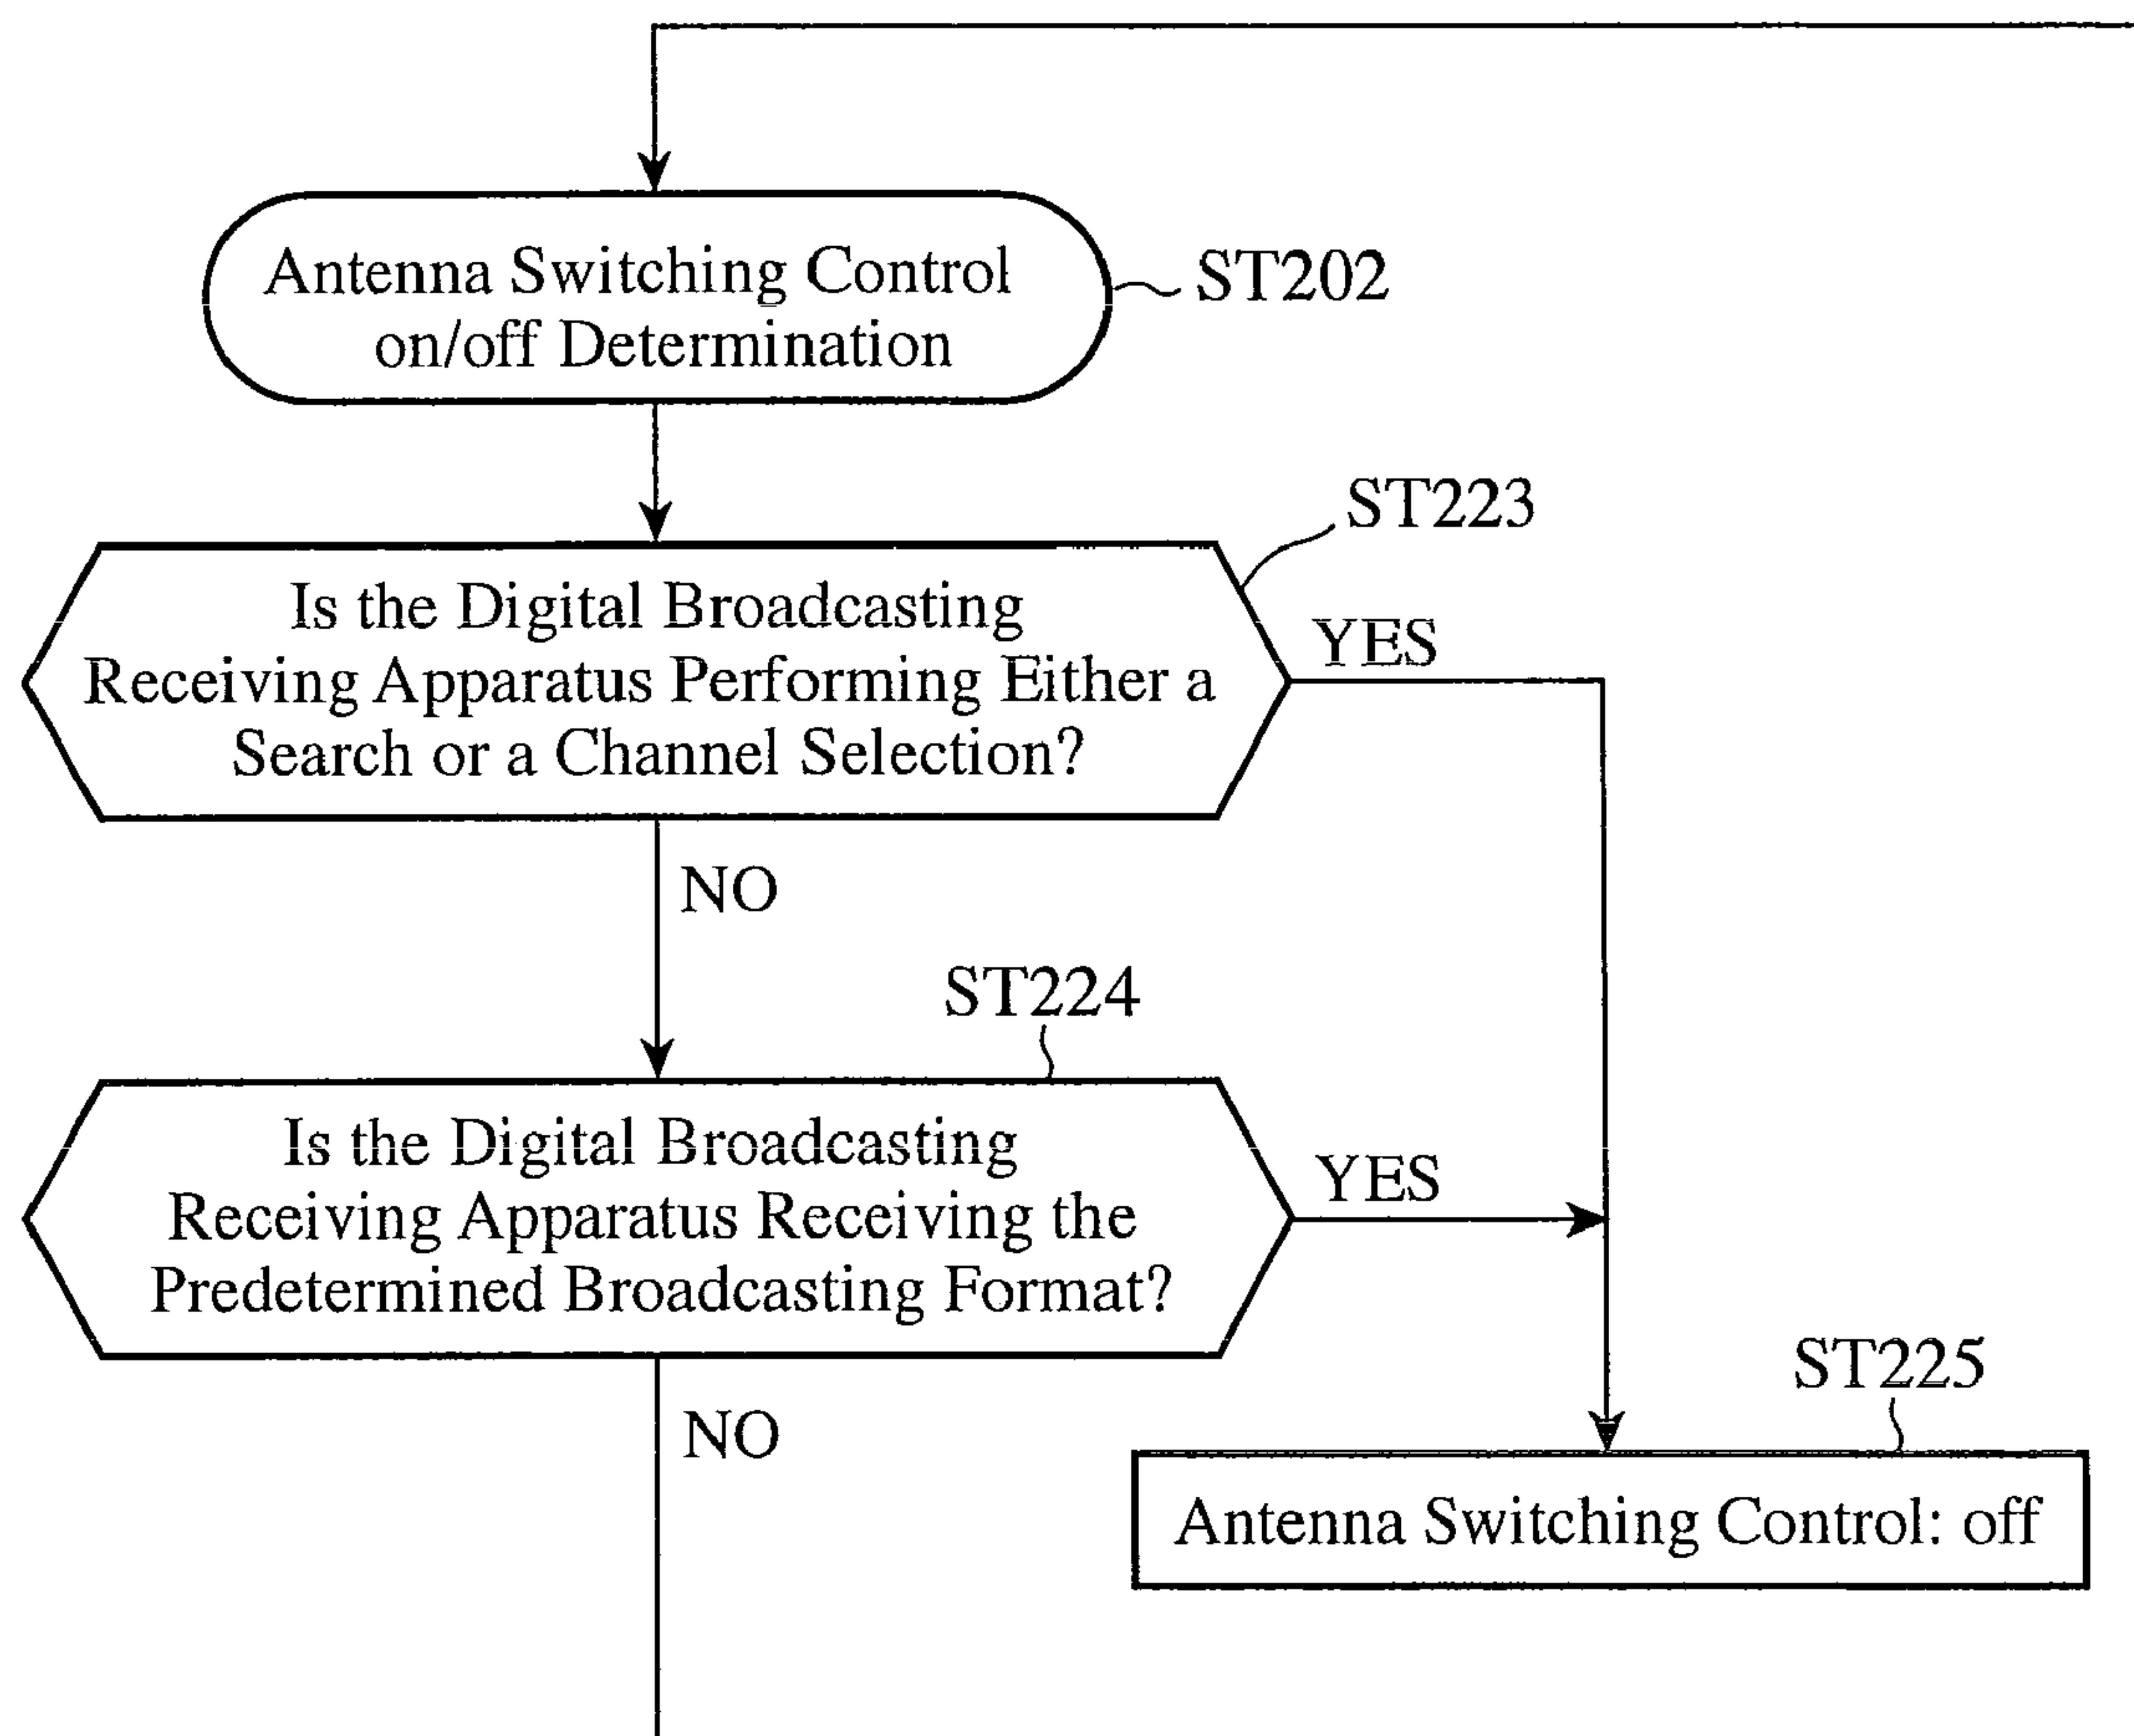 Antenna Switching Control
on/off Determination
ST202
ST223
Is the Digital Broadcasting
Receiving Apparatus Performing Either a
Search or a Channel Selection?
YES
NO
ST224
Is the Digital Broadcasting
Receiving Apparatus Receiving the
Predetermined Broadcasting Format?
YES
NO
ST225
Antenna Switching Control: off